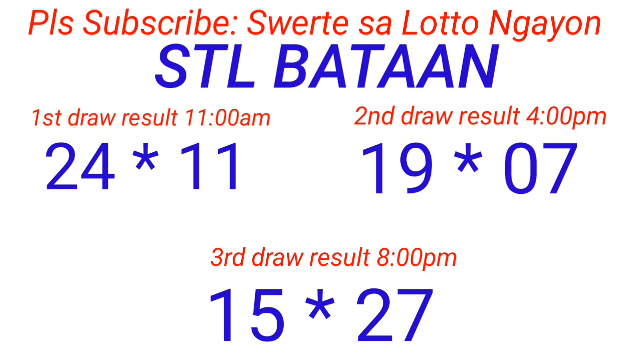 Pls Subscribe: Swerte sa Lotto Ngayon
STL BATAAN
1st draw result 11:00am
24 * 11
2nd draw result 4:00pm
19 * 07
3rd draw result 8:00pm
15 * 27